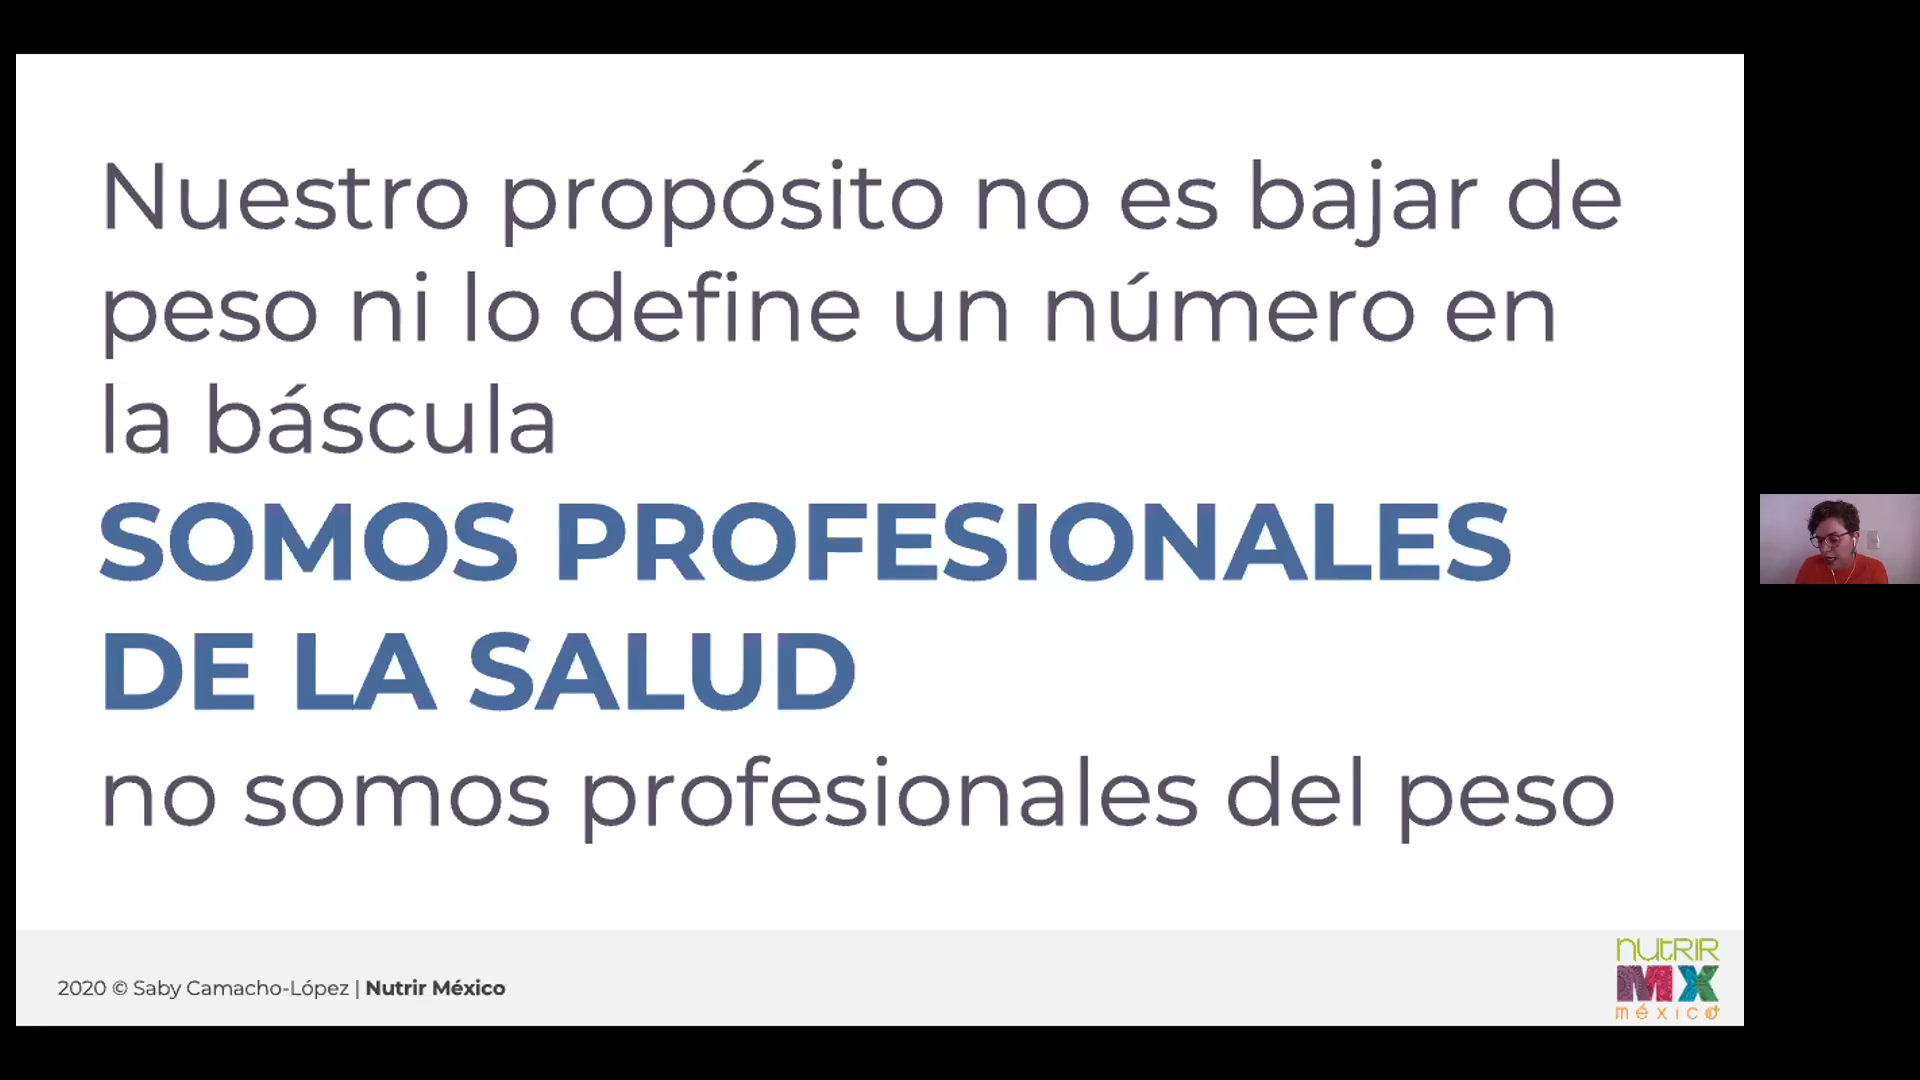 Nuestro propósito no es bajar de
peso ni lo define un número en
la báscula
SOMOS PROFESIONALES
DE LA SALUD
no somos profesionales del peso
2020 © Saby Camacho-López | Nutrir México
nutRIR
MX
méxico